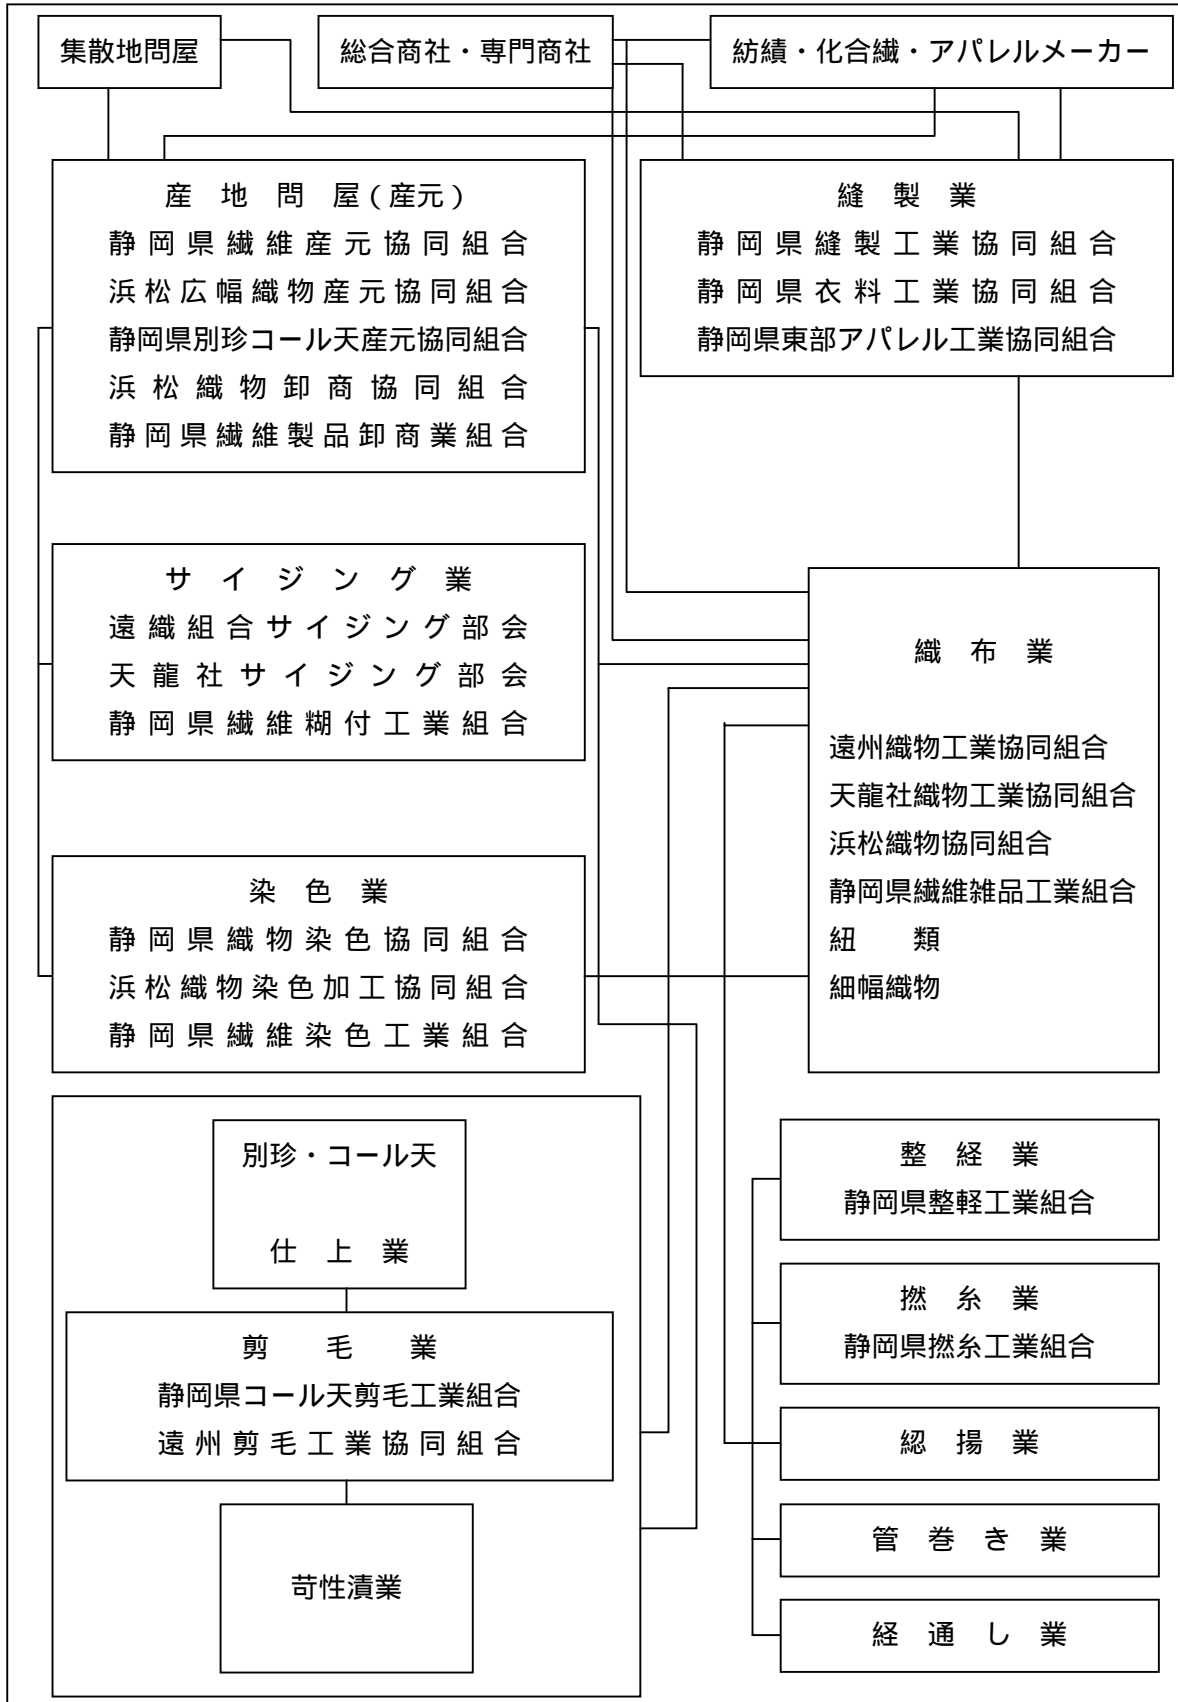 集散地問屋
総合商社・専門商社
紡績・化合繊・アパレルメーカー
産地問屋(産元)
静岡県繊維産元協同組合
浜松広幅織物産元協同組合
静岡県別珍コール天産元協同組合
浜松織物卸商協同組合
静岡県繊維製品卸商業組合
縫製業
静岡県縫製工業協同組合
静岡県衣料工業協同組合
静岡県東部アパレル工業協同組合
サイジング業
遠織組合サイジング部会
天龍社サイジング部会
静岡県繊維糊付工業組合
織布業
遠州織物工業協同組合
天龍社織物工業協同組合
浜松織物協同組合
静岡県繊維雑品工業組合
紐類
細幅織物
染色業
静岡県織物染色協同組合
浜松織物染色加工協同組合
静岡県繊維染色工業組合
別珍・コール天
仕上業
剪毛業
静岡県コール天剪毛工業組合
遠州剪毛工業協同組合
苛性漬業
整経業
静岡県整軽工業組合
撚糸業
静岡県撚糸工業組合
綛揚業
管巻き業
経通し業